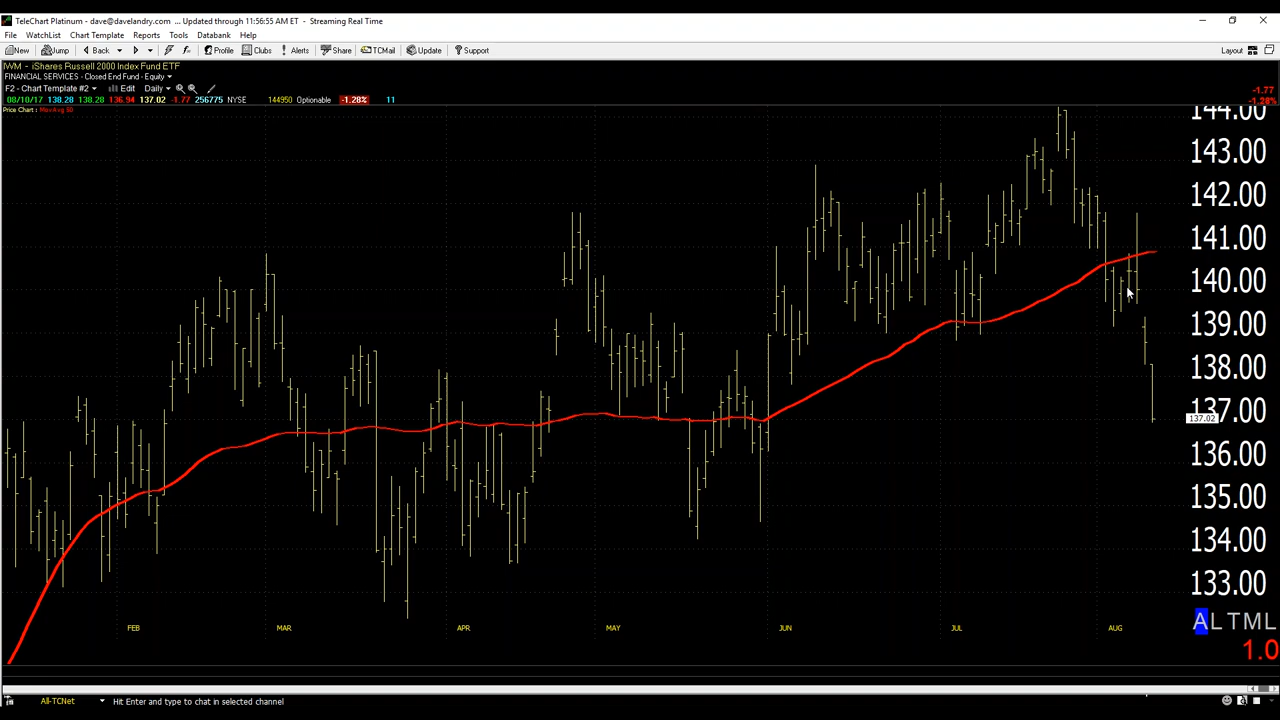 TeleChart Platinum - dave@davelandry.com ... Updated through 11:56:55 AM ET - Streaming Real Time
File WatchList Chart Template Reports Tools Databank Help
New Jump Back Profile Clubs Alerts Share TCMail Update Support Layout
IWM - iShares Russell 2000 Index Fund ETF
FINANCIAL SERVICES - Closed End Fund - Equity
F2 - Chart Template #2 Edit Daily
08/10/17 138.28 138.28 136.94 137.02 -1.77 256775 NYSE 144950 Optionable -1.28% 11
-1.77
-1.28%
Price Chart : MovAvg 50
144.00
143.00
142.00
141.00
140.00
139.00
138.00
137.00
137.02
136.00
135.00
134.00
133.00
FEB MAR APR MAY JUN JUL AUG
ALTML
1.0
All-TCNet Hit Enter and type to chat in selected channel